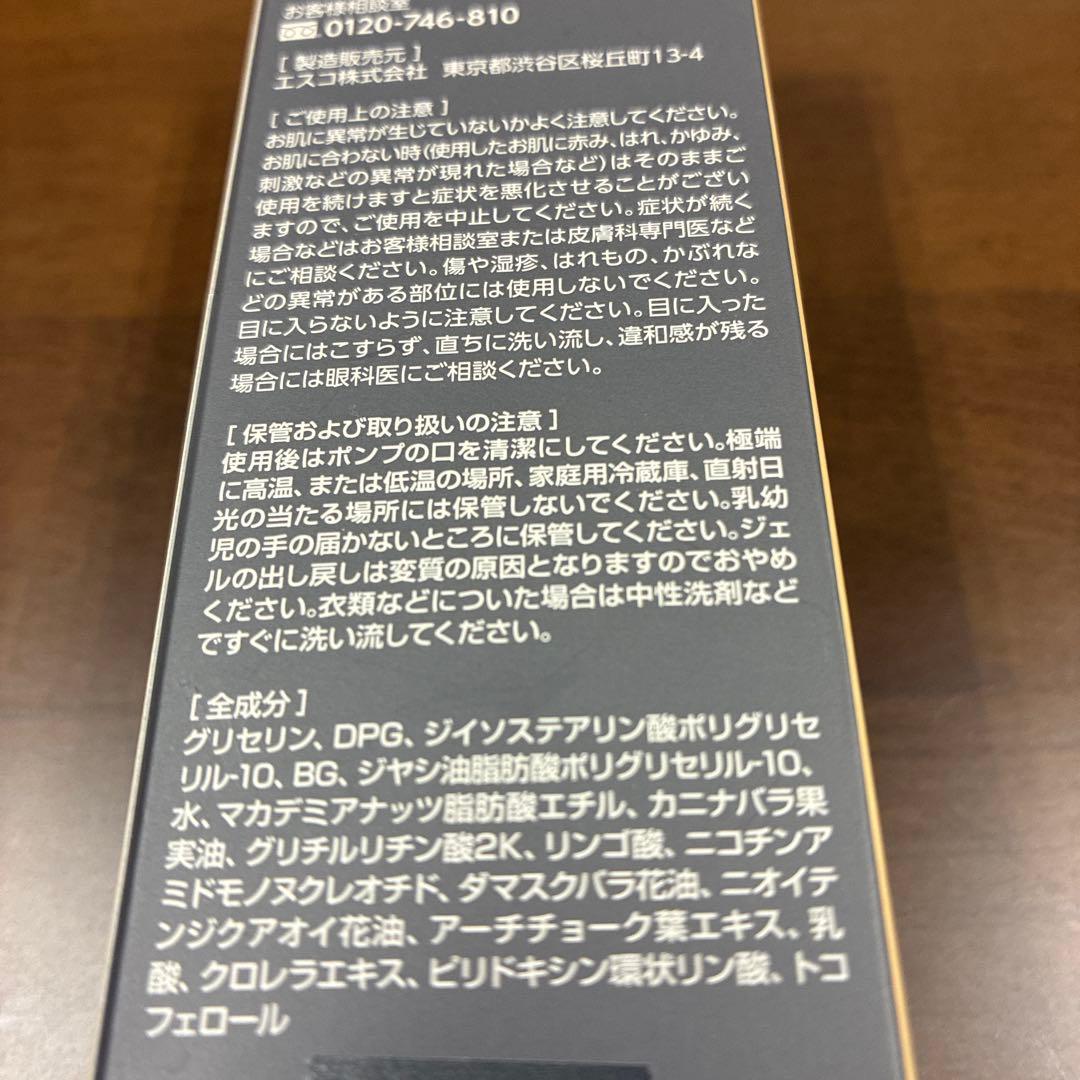 お客様相談室
0120-746-810
[ 製造販売元 ]
エスコ株式会社 東京都渋谷区桜丘町13-4
[ ご使用上の注意 ]
お肌に異常が生じていないかよく注意してください。
お肌に合わない時(使用したお肌に赤み、はれ、かゆみ、
刺激などの異常が現れた場合など)はそのままご
使用を続けますと症状を悪化させることがござい
ますので、ご使用を中止してください。症状が続く
場合などはお客様相談室または皮膚科専門医など
にご相談ください。傷や湿疹、はれもの、かぶれな
どの異常がある部位には使用しないでください。
目に入らないように注意してください。目に入った
場合にはこすらず、直ちに洗い流し、違和感が残る
場合には眼科医にご相談ください。
[ 保管および取り扱いの注意 ]
使用後はポンプの口を清潔にしてください。極端
に高温、または低温の場所、家庭用冷蔵庫、直射日
光の当たる場所には保管しないでください。乳幼
児の手の届かないところに保管してください。ジェ
ルの出し戻しは変質の原因となりますのでおやめ
ください。衣類などについた場合は中性洗剤など
ですぐに洗い流してください。
[ 全成分 ]
グリセリン、DPG、ジイソステアリン酸ポリグリセ
リル-10、BG、ジヤシ油脂肪酸ポリグリセリル-10、
水、マカデミアナッツ脂肪酸エチル、カニナバラ果
実油、グリチルリチン酸2K、リンゴ酸、ニコチンア
ミドモノヌクレオチド、ダマスクバラ花油、ニオイテ
ンジクアオイ花油、アーチチョーク葉エキス、乳
酸、クロレラエキス、ピリドキシン環状リン酸、トコ
フェロール